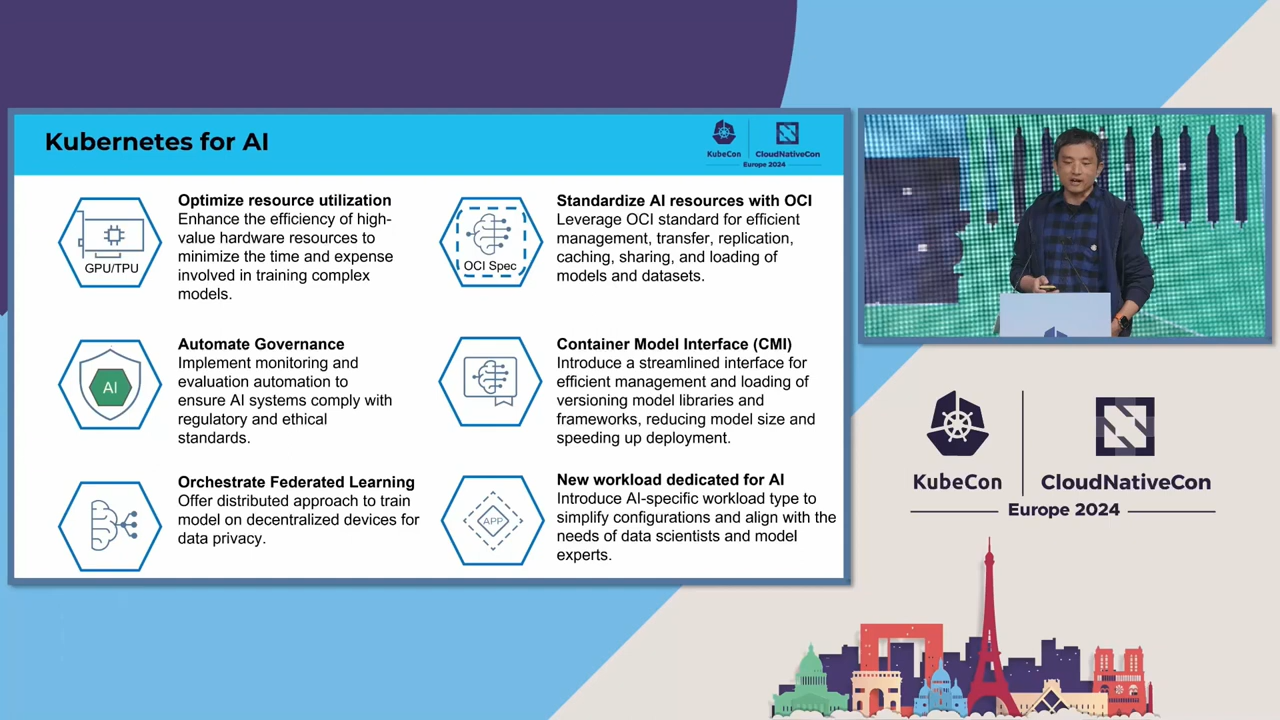 Kubernetes for AI
KubeCon
CloudNativeCon
Europe 2024
GPU/TPU
Optimize resource utilization
Enhance the efficiency of high-
value hardware resources to
minimize the time and expense
involved in training complex
models.
OCI Spec
Standardize AI resources with OCI
Leverage OCI standard for efficient
management, transfer, replication,
caching, sharing, and loading of
models and datasets.
AI
Automate Governance
Implement monitoring and
evaluation automation to
ensure AI systems comply with
regulatory and ethical
standards.
Container Model Interface (CMI)
Introduce a streamlined interface for
efficient management and loading of
versioning model libraries and
frameworks, reducing model size and
speeding up deployment.
Orchestrate Federated Learning
Offer distributed approach to train
model on decentralized devices for
data privacy.
APP
New workload dedicated for AI
Introduce AI-specific workload type to
simplify configurations and align with the
needs of data scientists and model
experts.
KubeCon
CloudNativeCon
Europe 2024